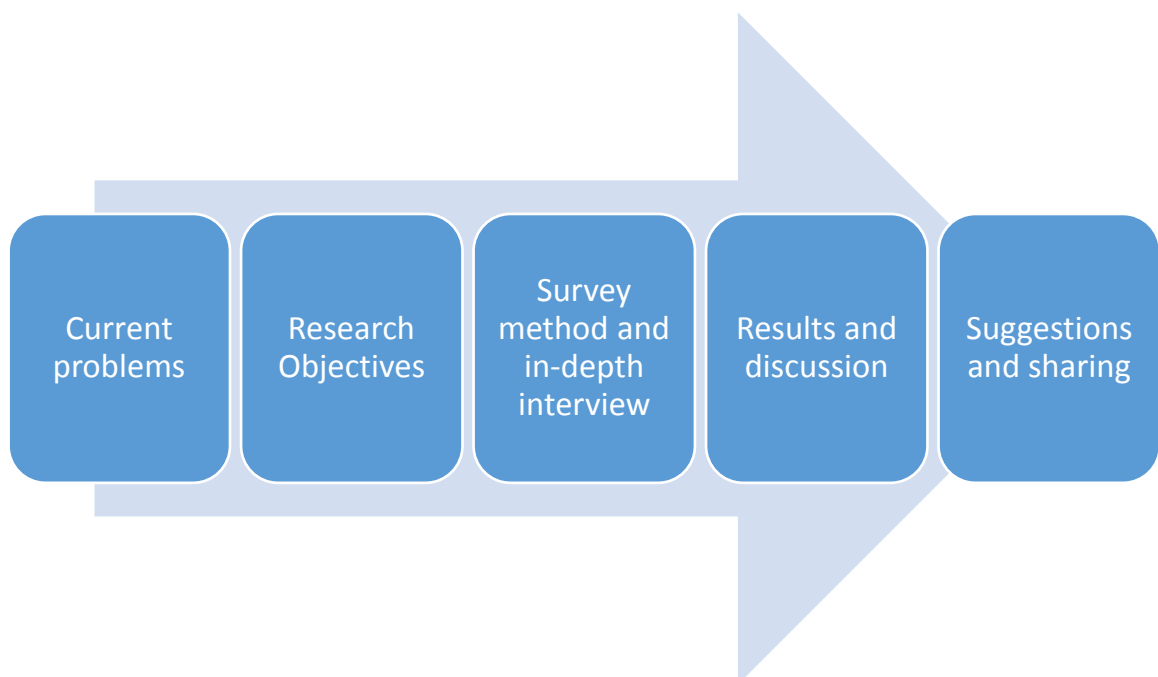 Current
problems
Research
Objectives
Survey
method and
in-depth
interview
Results and
discussion
Suggestions
and sharing